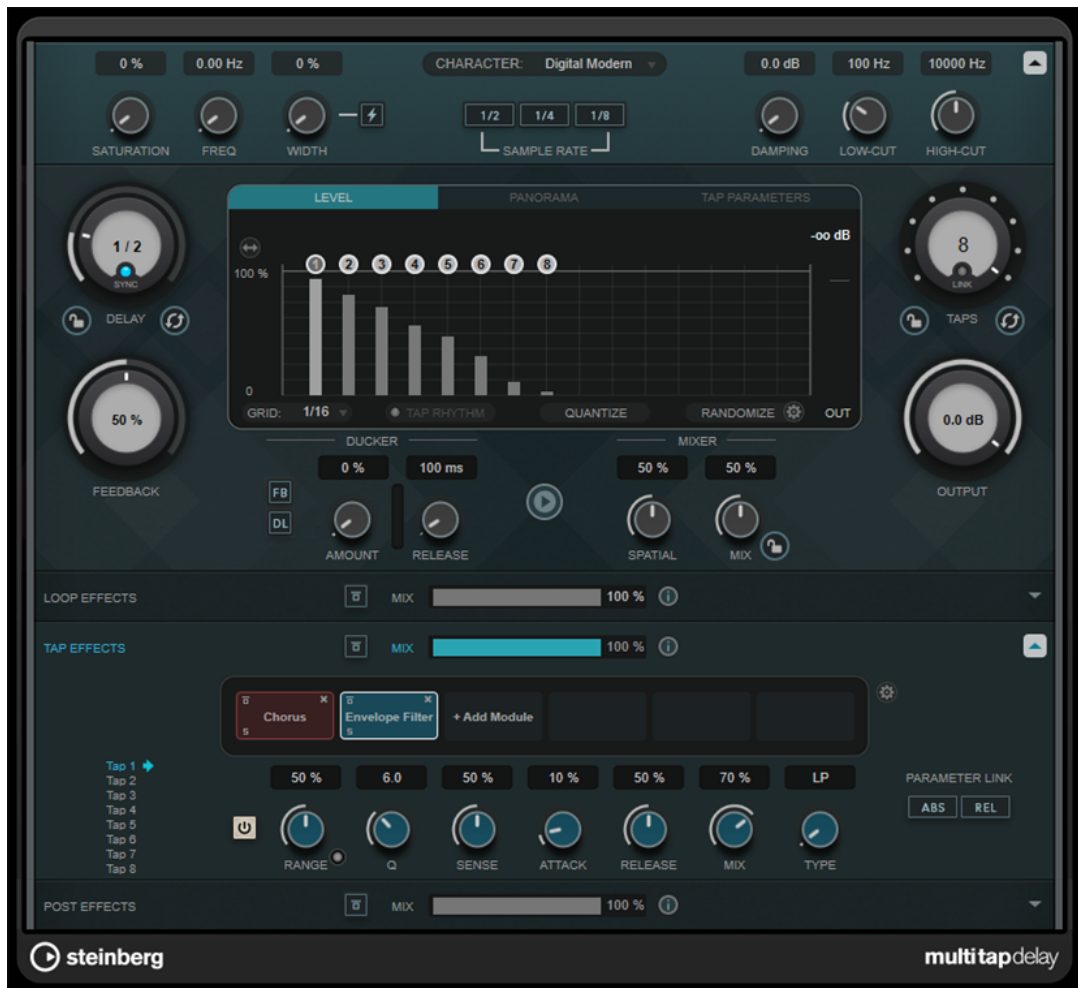 0 % 0.00 Hz 0 % CHARACTER: Digital Modern 0.0 dB 100 Hz 10000 Hz
1/2 1/4 1/8
SATURATION FREQ WIDTH SAMPLE RATE DAMPING LOW-CUT HIGH-CUT
LEVEL PANORAMA TAP PARAMETERS
-oo dB
1 / 2
SYNC
DELAY
8
LINK
TAPS
100 %
1 2 3 4 5 6 7 8
0
GRID: 1/16 TAP RHYTHM QUANTIZE RANDOMIZE OUT
50 %
FEEDBACK
0.0 dB
OUTPUT
DUCKER MIXER
0 % 100 ms 50 % 50 %
FB
DL
AMOUNT RELEASE SPATIAL MIX
LOOP EFFECTS MIX 100 %
TAP EFFECTS MIX 100 %
Chorus
S
Envelope Filter
S
+ Add Module
Tap 1
Tap 2
Tap 3
Tap 4
Tap 5
Tap 6
Tap 7
Tap 8
50 % 6.0 50 % 10 % 50 % 70 % LP
RANGE Q SENSE ATTACK RELEASE MIX TYPE
PARAMETER LINK
ABS REL
POST EFFECTS MIX 100 %
steinberg
multitapdelay